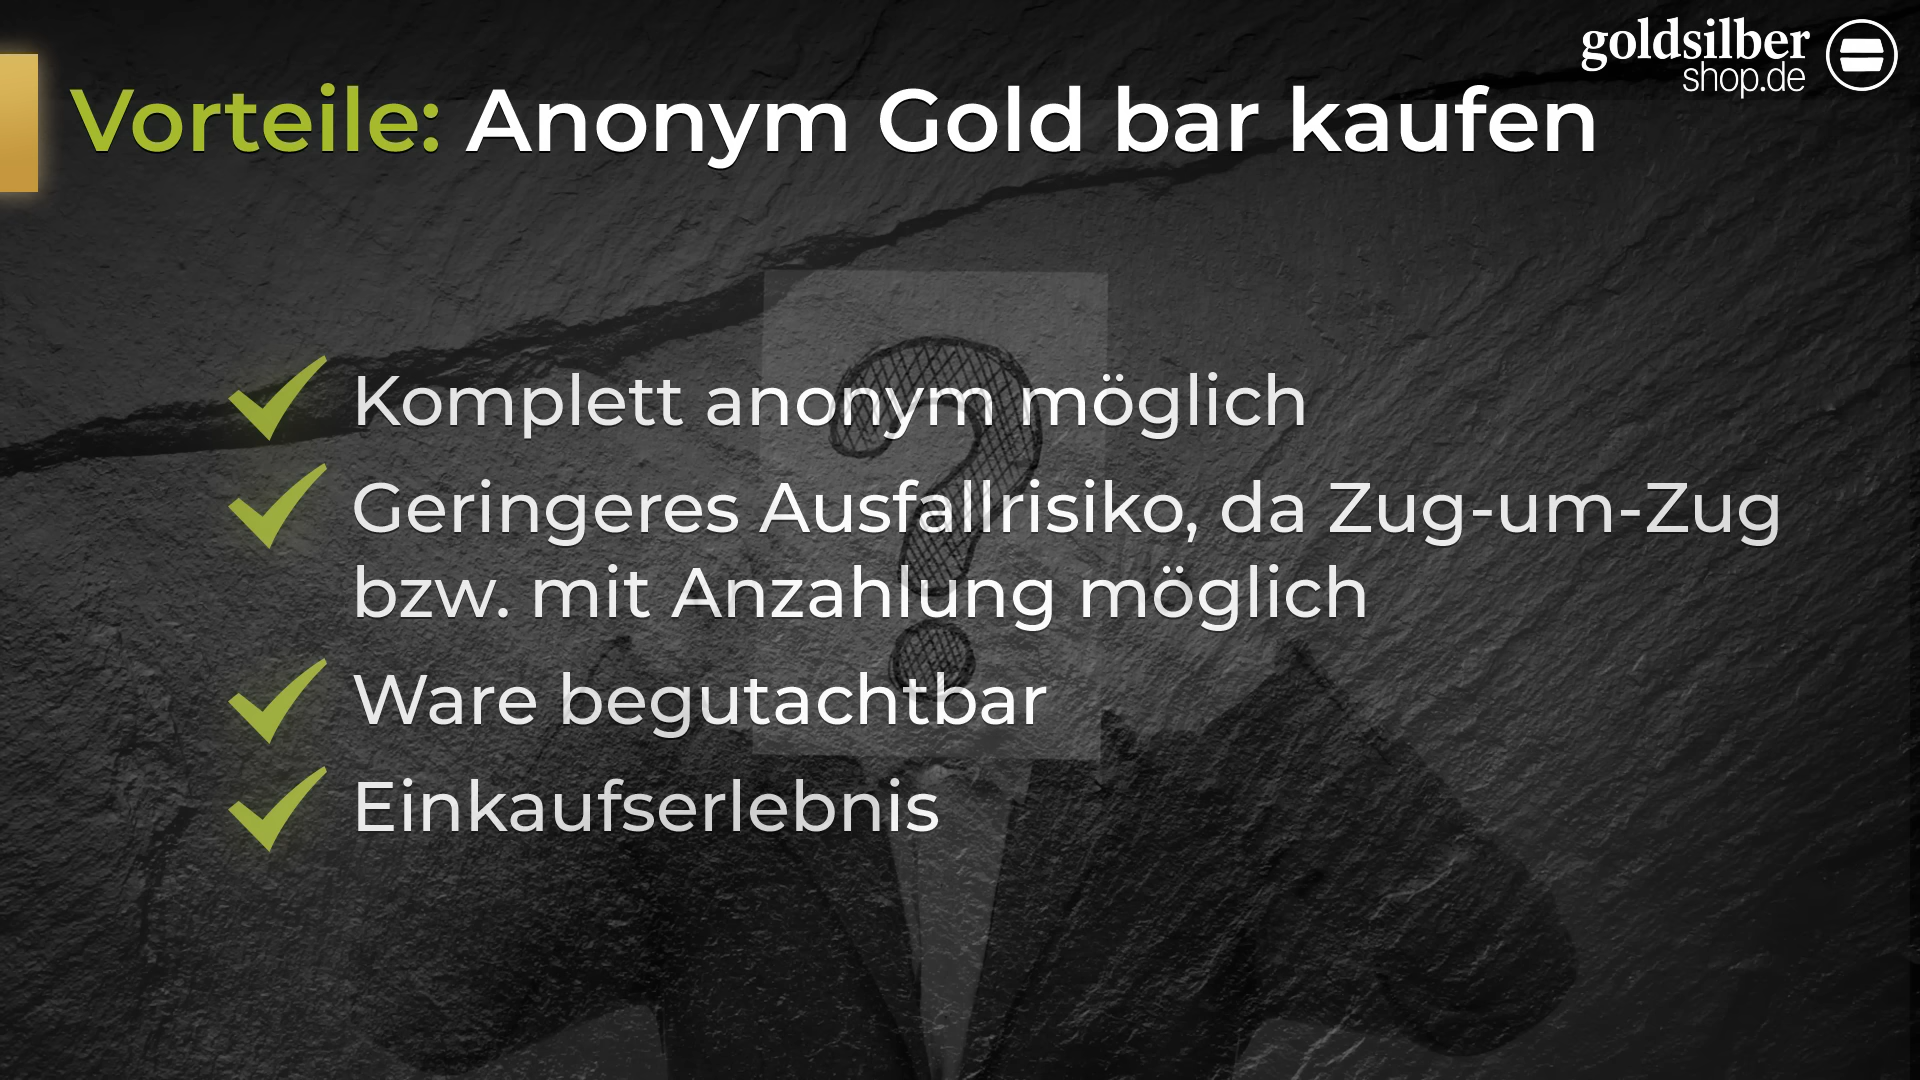 goldsilber
shop.de
Vorteile: Anonym Gold bar kaufen
Komplett anonym möglich
Geringeres Ausfallrisiko, da Zug-um-Zug
bzw. mit Anzahlung möglich
Ware begutachtbar
Einkaufserlebnis
?